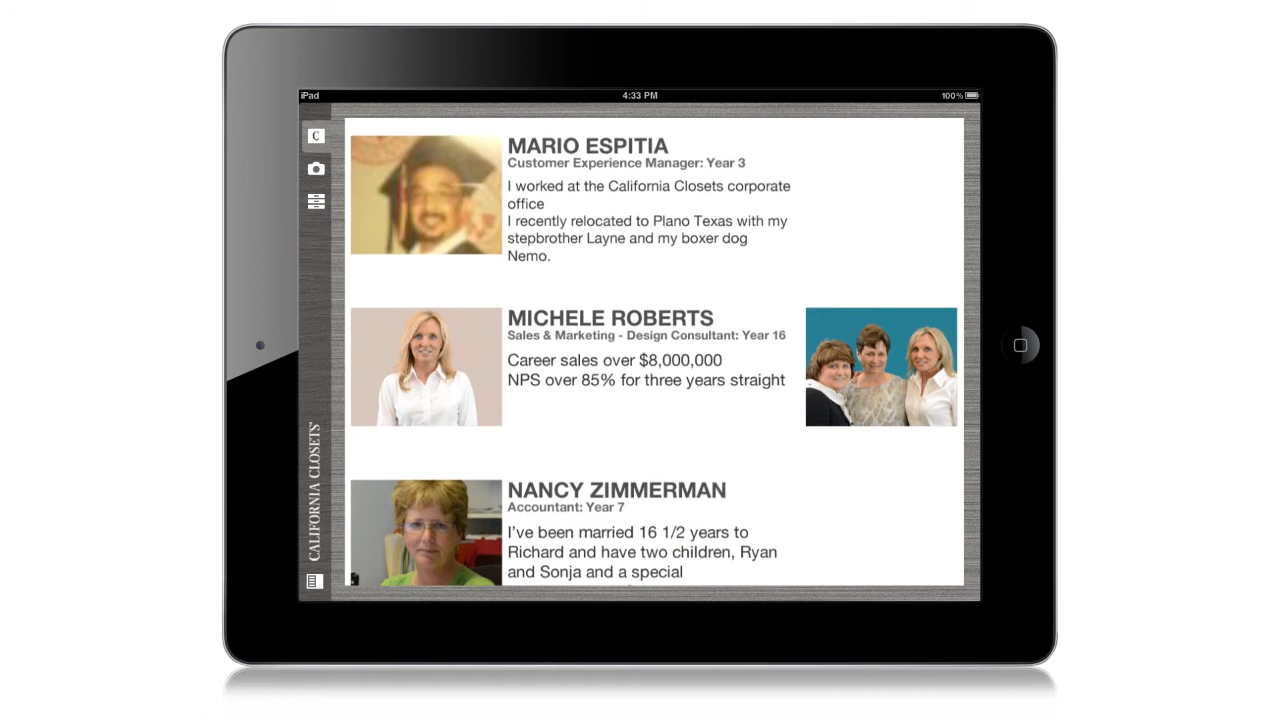 iPad
4:33 PM
100%
C
MARIO ESPITIA
Customer Experience Manager: Year 3
I worked at the California Closets corporate
office
I recently relocated to Plano Texas with my
stepbrother Layne and my boxer dog
Nemo.
MICHELE ROBERTS
Sales & Marketing - Design Consultant: Year 16
Career sales over $8,000,000
NPS over 85% for three years straight
NANCY ZIMMERMAN
Accountant: Year 7
I've been married 16 1/2 years to
Richard and have two children, Ryan
and Sonja and a special
CALIFORNIA CLOSETS